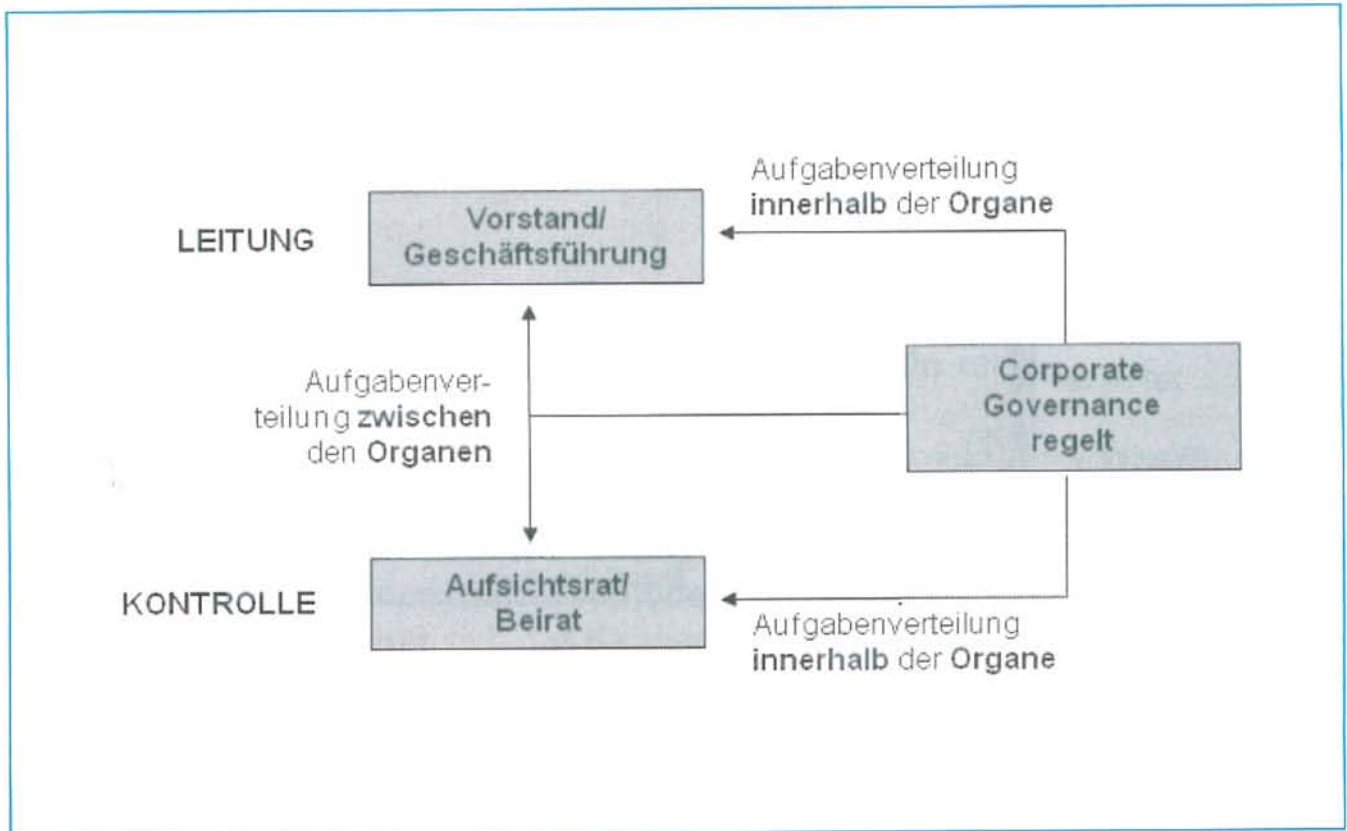 Aufgabenverteilung
innerhalb der Organe
LEITUNG
Vorstand/
Geschäftsführung
Corporate
Governance
regelt
Aufgabenver-
teilung zwischen
den Organen
KONTROLLE
Aufsichtsrat/
Beirat
Aufgabenverteilung
innerhalb der Organe